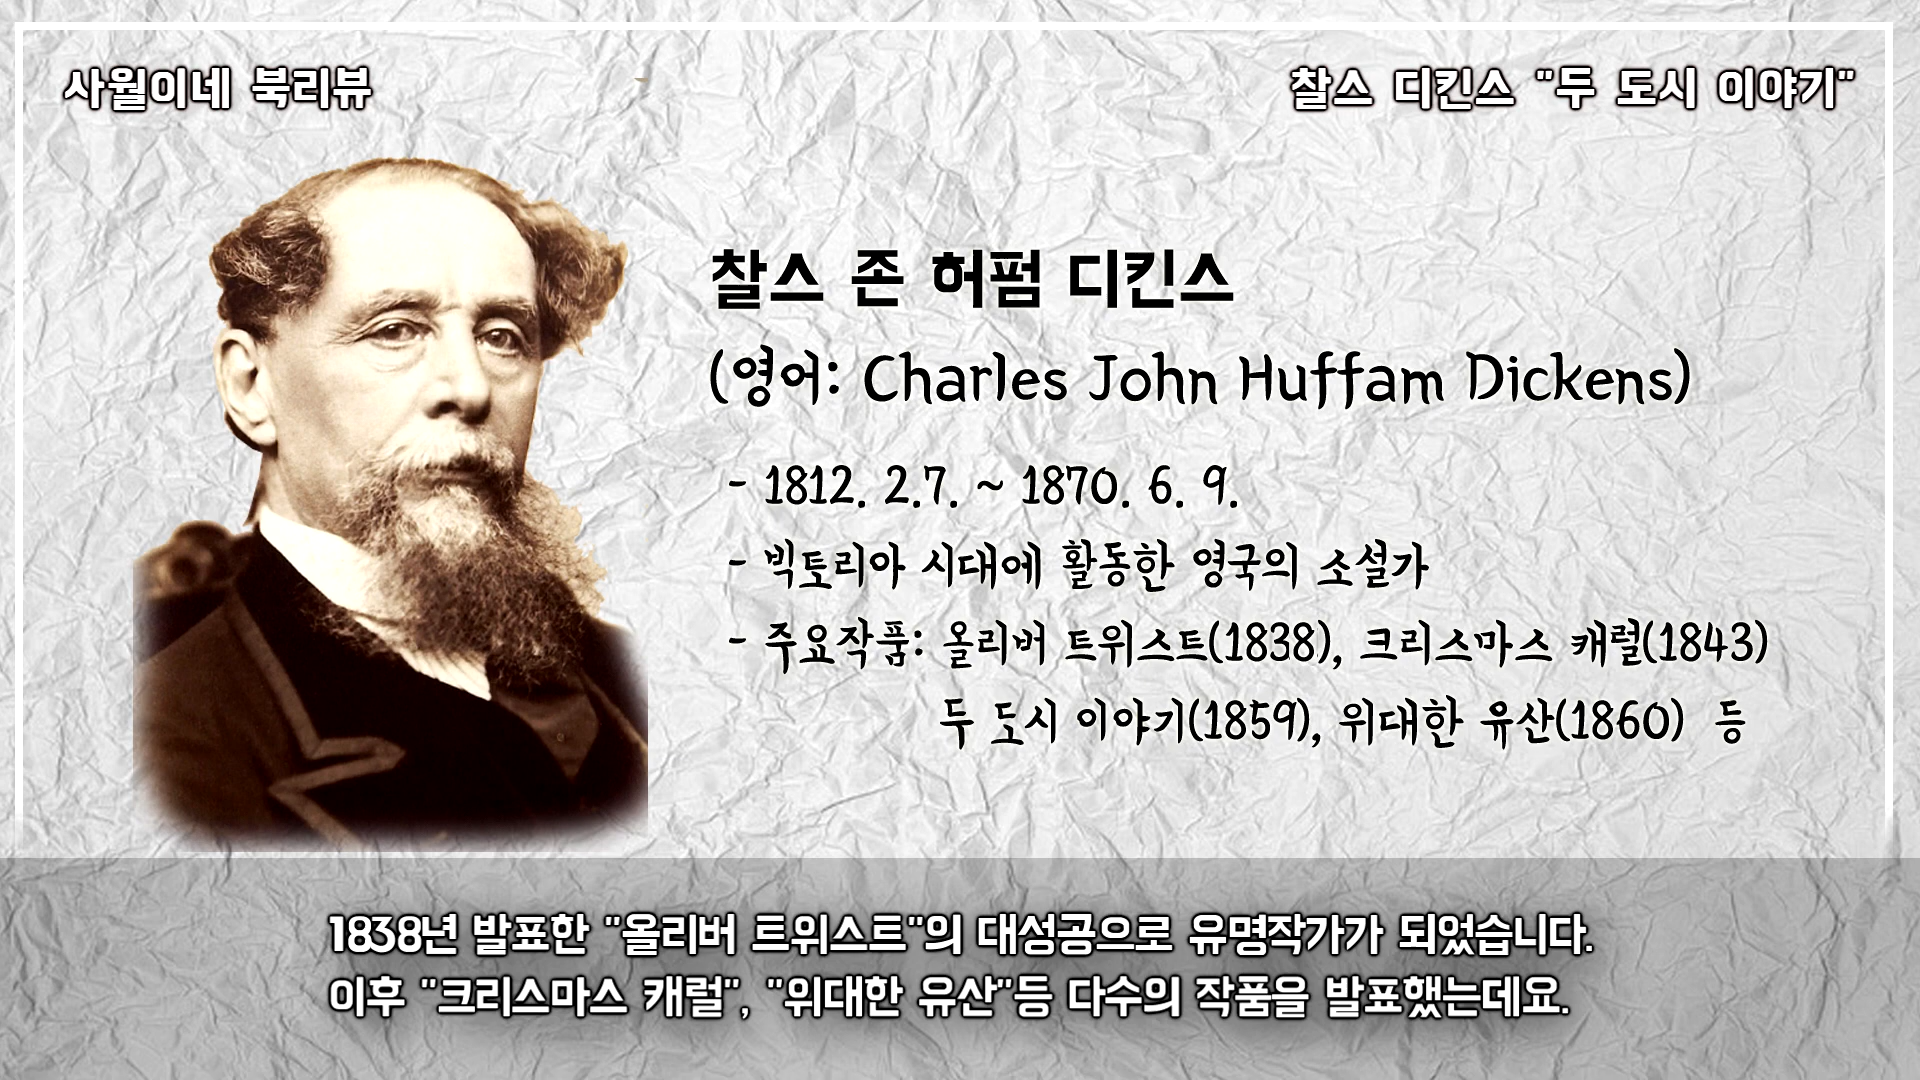 사월이네 북리뷰
찰스 디킨스 "두 도시 이야기"
찰스 존 허펌 디킨스
(영어: Charles John Huffam Dickens)
- 1812. 2.7. ~ 1870. 6. 9.
- 빅토리아 시대에 활동한 영국의 소설가
- 주요작품: 올리버 트위스트(1838), 크리스마스 캐럴(1843)
두 도시 이야기(1859), 위대한 유산(1860) 등
1838년 발표한 "올리버 트위스트"의 대성공으로 유명작가가 되었습니다.
이후 "크리스마스 캐럴", "위대한 유산"등 다수의 작품을 발표했는데요.